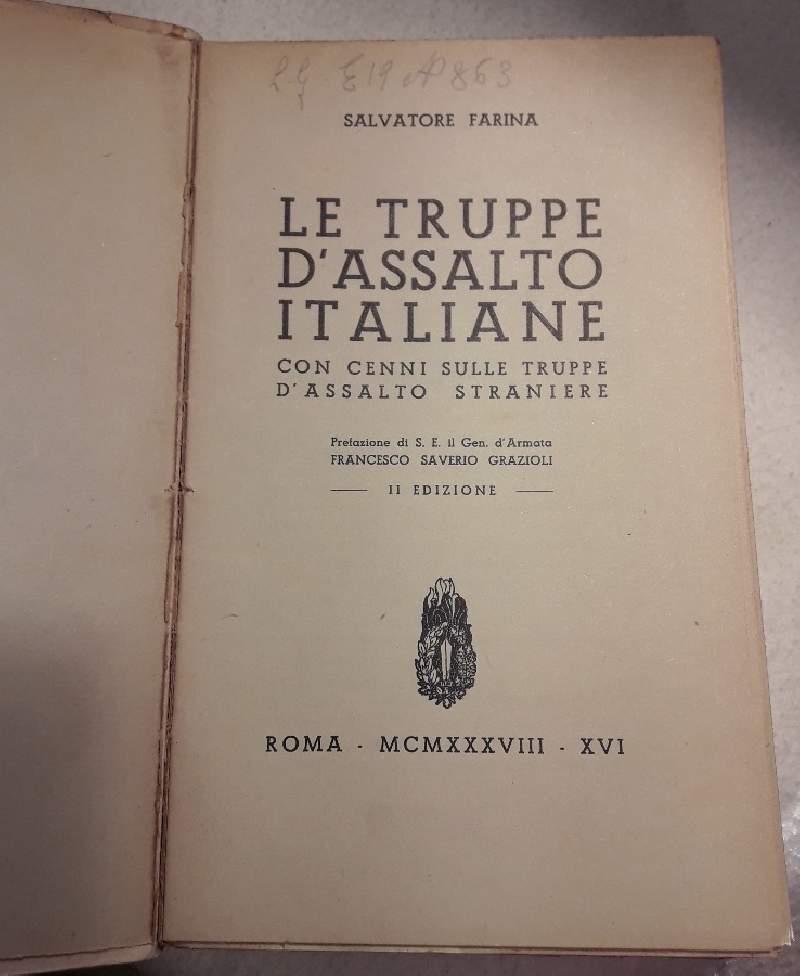 SALVATORE FARINA
LE TRUPPE
D'ASSALTO
ITALIANE
CON CENNI SULLE TRUPPE
D'ASSALTO STRANIERE
Prefazione di S. E. il Gen. d'Armata
FRANCESCO SAVERIO GRAZIOLI
II EDIZIONE
ROMA - MCMXXXVIII - XVI